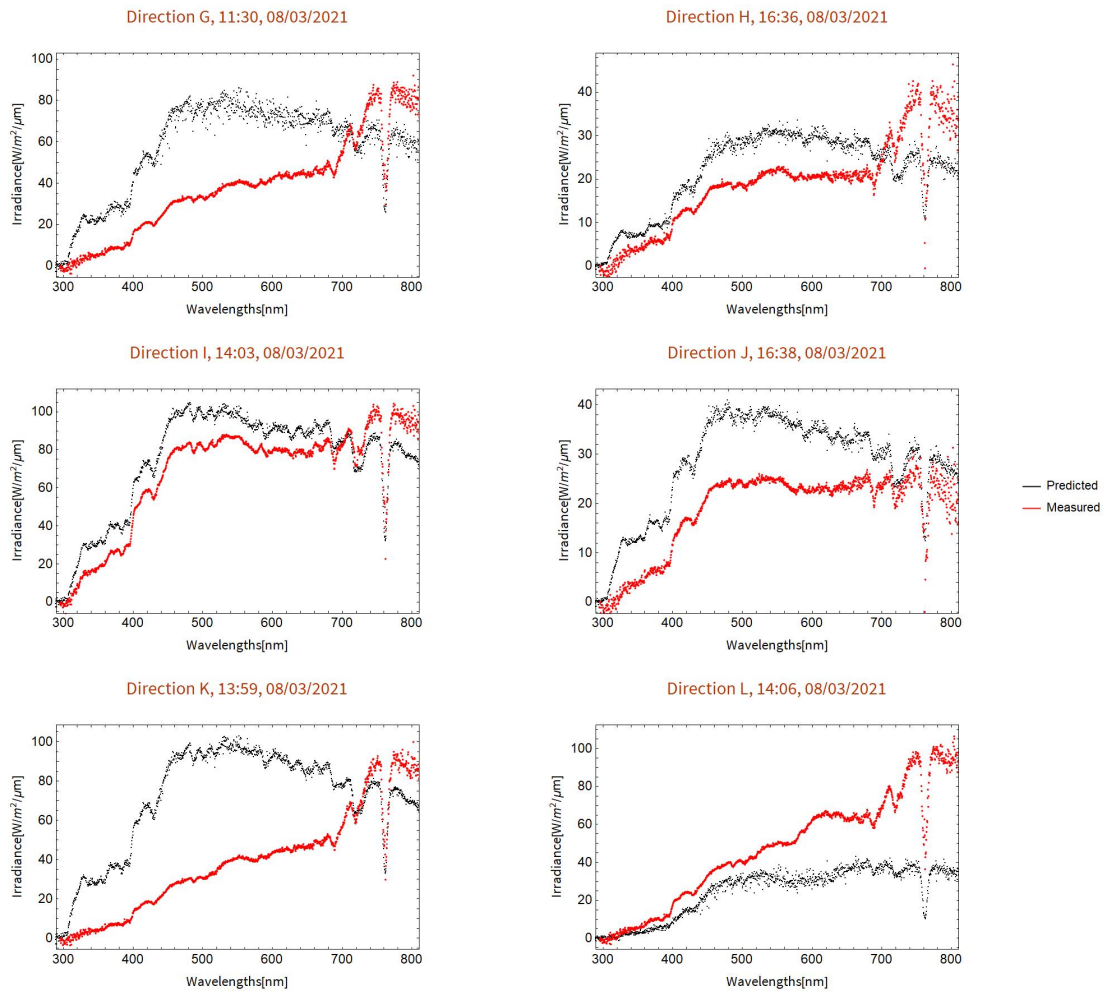 Direction G, 11:30, 08/03/2021
Irradiance[W/m²/μm]
100
80
60
40
20
0
300 400 500 600 700 800
Wavelengths[nm]
Direction H, 16:36, 08/03/2021
Irradiance[W/m²/μm]
40
30
20
10
0
300 400 500 600 700 800
Wavelengths[nm]
Direction I, 14:03, 08/03/2021
Irradiance[W/m²/μm]
100
80
60
40
20
0
300 400 500 600 700 800
Wavelengths[nm]
Direction J, 16:38, 08/03/2021
Irradiance[W/m²/μm]
40
30
20
10
0
300 400 500 600 700 800
Wavelengths[nm]
Predicted
Measured
Direction K, 13:59, 08/03/2021
Irradiance[W/m²/μm]
100
80
60
40
20
0
300 400 500 600 700 800
Wavelengths[nm]
Direction L, 14:06, 08/03/2021
Irradiance[W/m²/μm]
100
80
60
40
20
0
300 400 500 600 700 800
Wavelengths[nm]